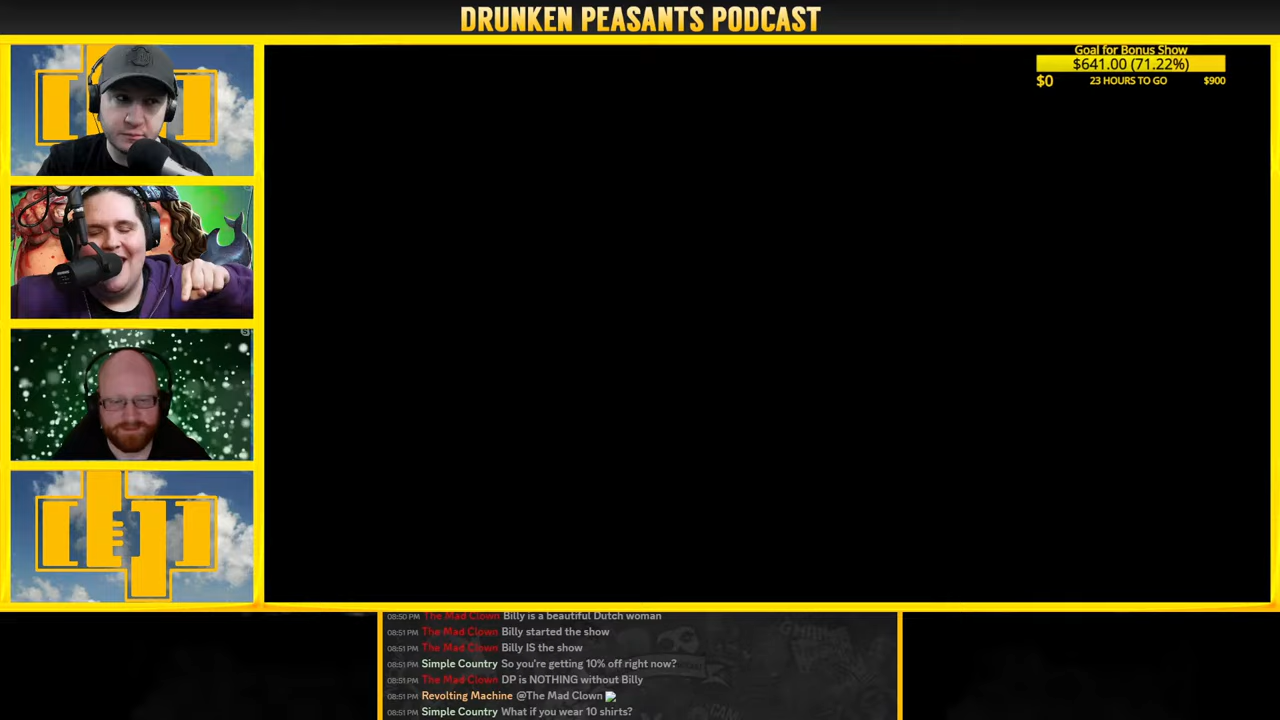 DRUNKEN PEASANTS PODCAST
Goal for Bonus Show
$641.00 (71.22%)
$0 23 HOURS TO GO $900
08:50 PM The Mad Clown Billy is a beautiful Dutch woman
08:51 PM The Mad Clown Billy started the show
08:51 PM The Mad Clown Billy IS the show
08:51 PM Simple Country So you're getting 10% off right now?
08:51 PM The Mad Clown DP is NOTHING without Billy
08:51 PM Revolting Machine @The Mad Clown
08:51 PM Simple Country What if you wear 10 shirts?